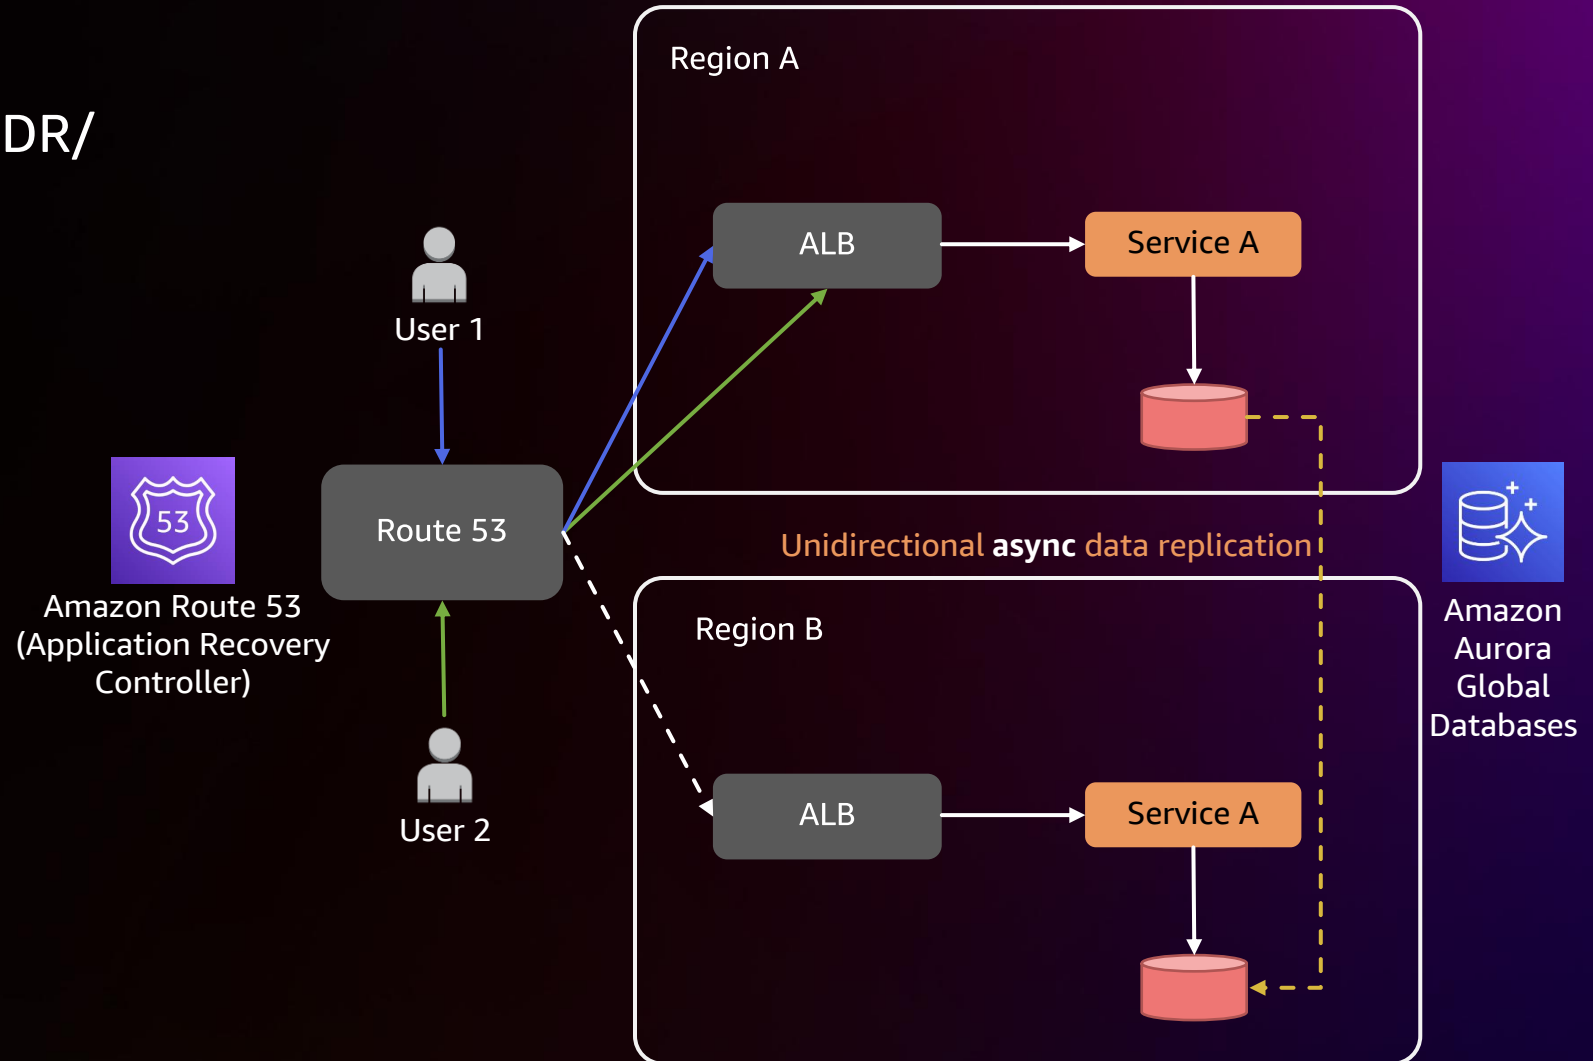 DR/
Region A
ALB
Service A
User 1
53
Route 53
Amazon Route 53
(Application Recovery
Controller)
Unidirectional async data replication
Amazon
Aurora
Global
Databases
Region B
User 2
ALB
Service A